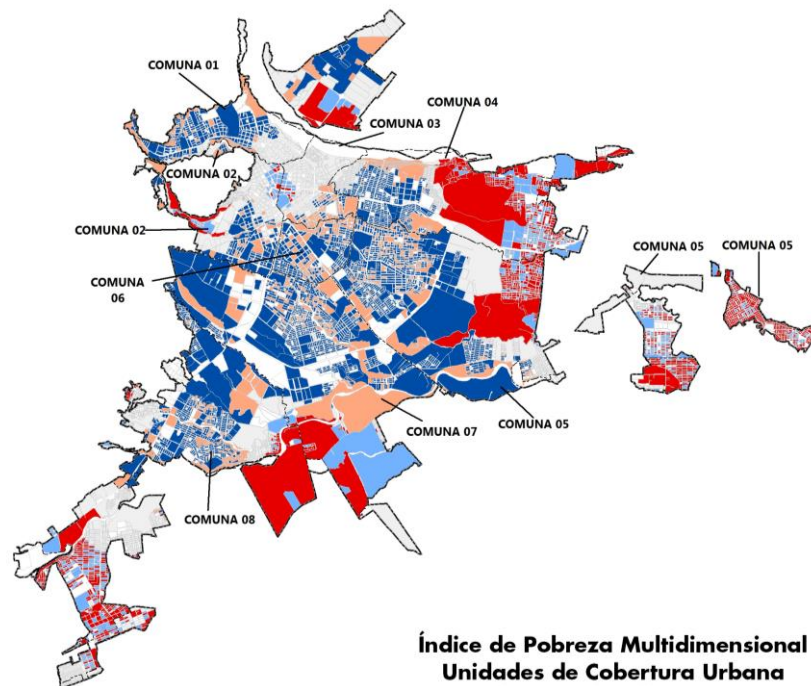 COMUNA 01
COMUNA 04
COMUNA 03
COMUNA 02
COMUNA 02
COMUNA
06
COMUNA 05
COMUNA 05
COMUNA 07
COMUNA 05
COMUNA 08
Índice de Pobreza Multidimensional
Unidades de Cobertura Urbana